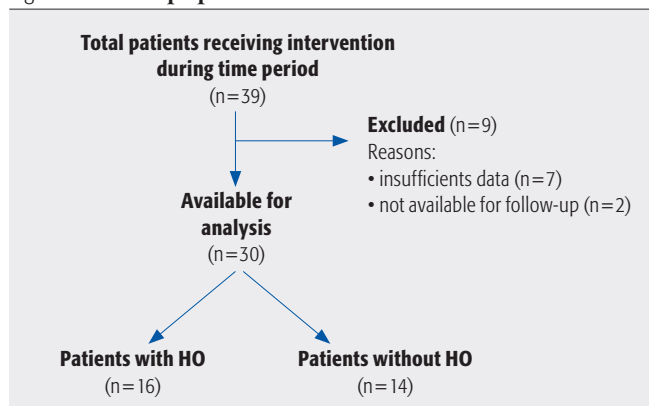 Total patients receiving intervention
during time period
(n=39)
Excluded (n=9)
Reasons:
• insufficients data (n=7)
• not available for follow-up (n=2)
Available for
analysis
(n=30)
Patients with HO
(n=16)
Patients without HO
(n=14)